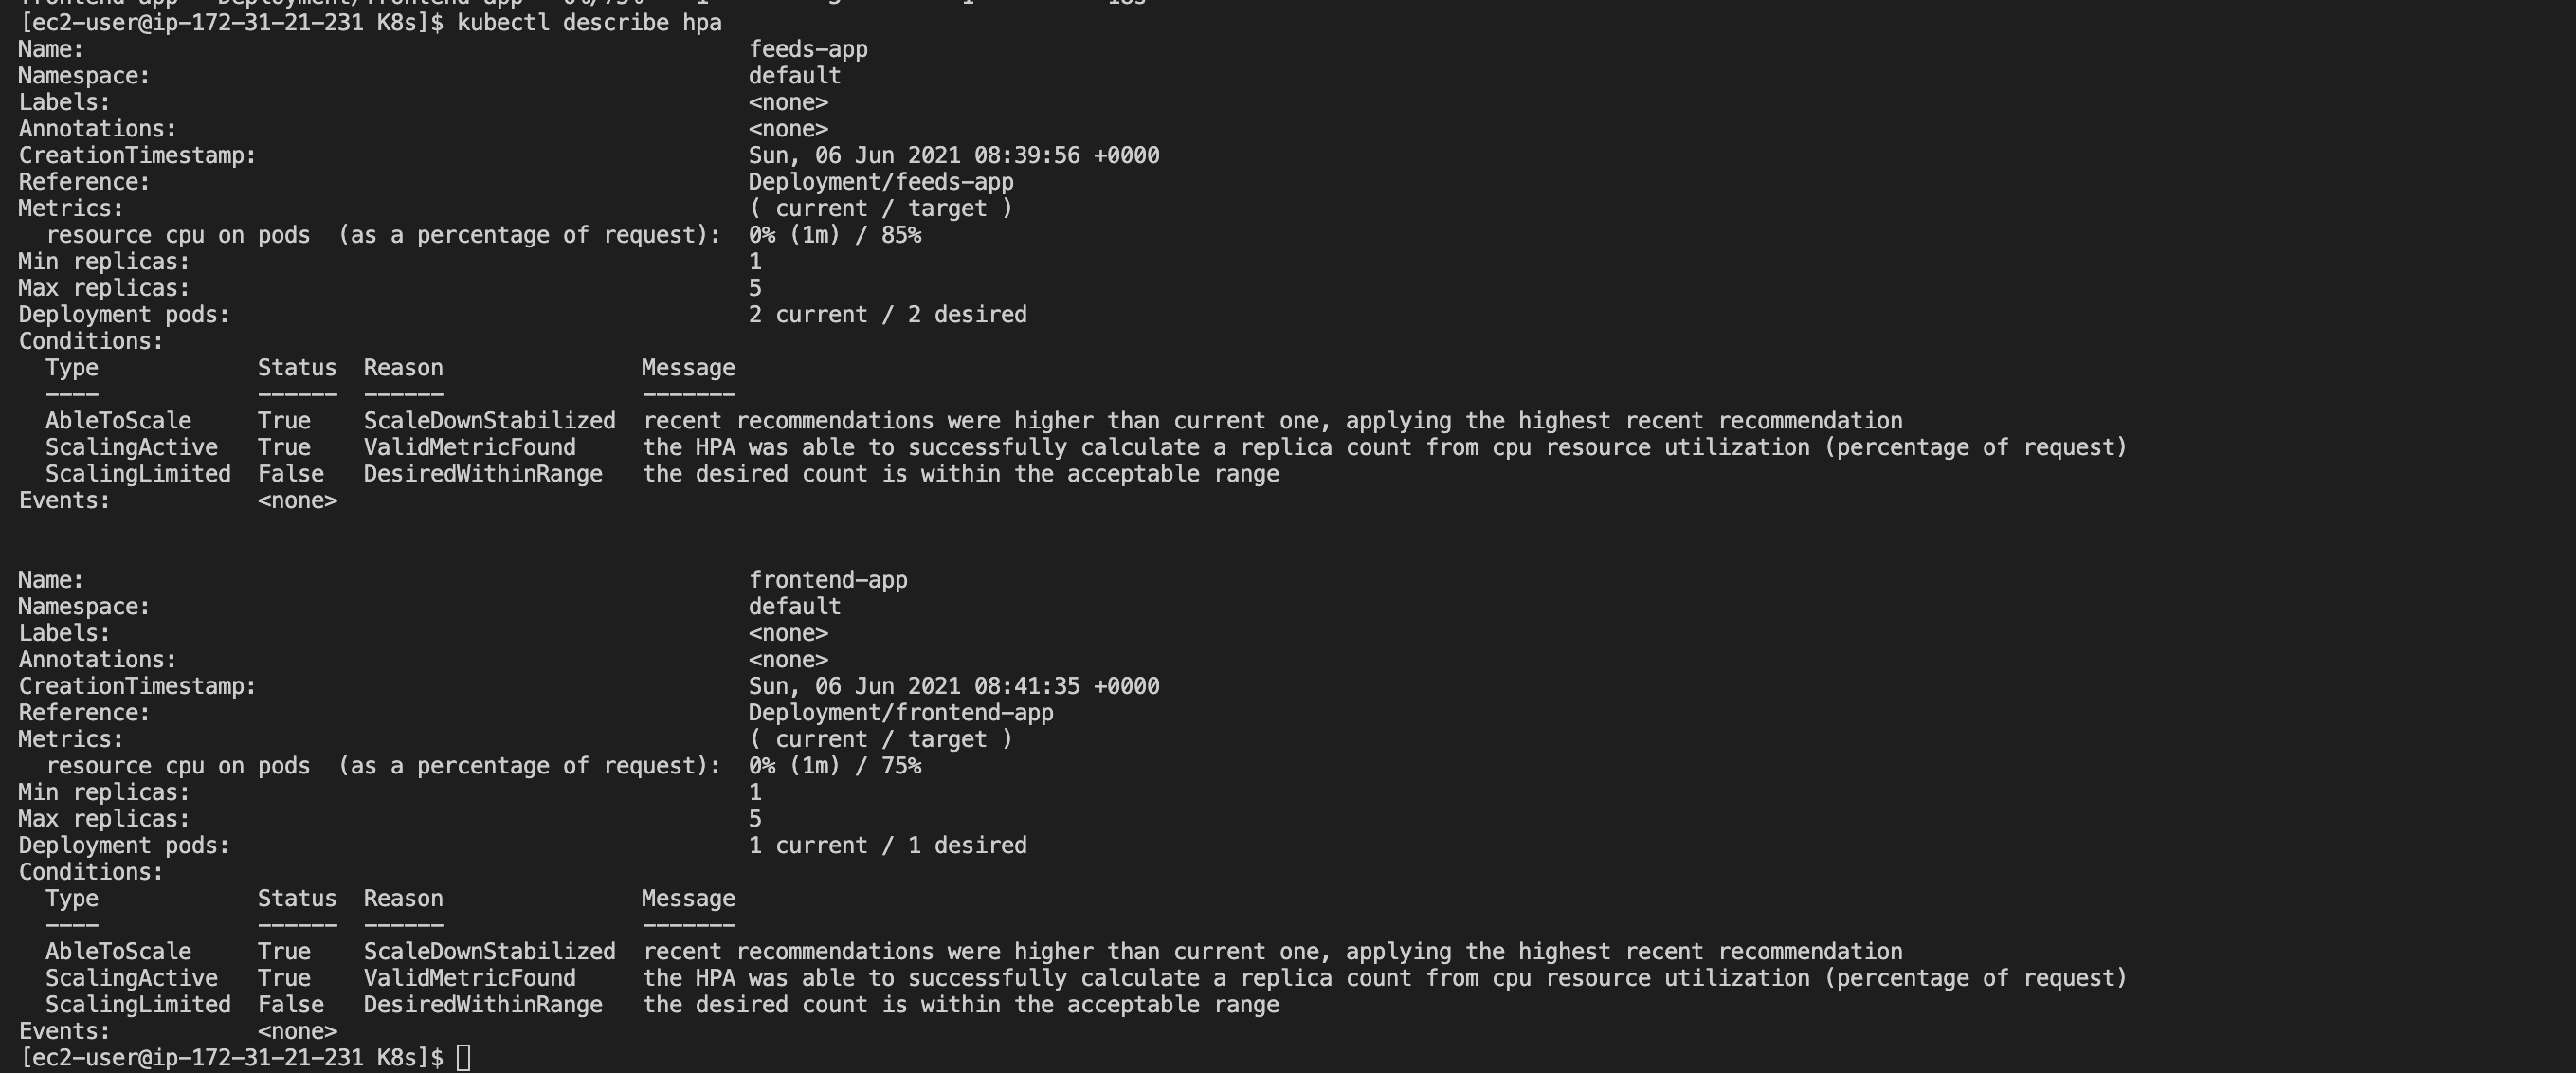 [ec2-user@ip-172-31-21-231 K8s]$ kubectl describe hpa
Name:                                                  feeds-app
Namespace:                                             default
Labels:                                                <none>
Annotations:                                           <none>
CreationTimestamp:                                     Sun, 06 Jun 2021 08:39:56 +0000
Reference:                                             Deployment/feeds-app
Metrics:                                               ( current / target )
  resource cpu on pods  (as a percentage of request):  0% (1m) / 85%
Min replicas:                                          1
Max replicas:                                          5
Deployment pods:                                       2 current / 2 desired
Conditions:
  Type            Status  Reason               Message
  ----            ------  ------               -------
  AbleToScale     True    ScaleDownStabilized  recent recommendations were higher than current one, applying the highest recent recommendation
  ScalingActive   True    ValidMetricFound     the HPA was able to successfully calculate a replica count from cpu resource utilization (percentage of request)
  ScalingLimited  False   DesiredWithinRange   the desired count is within the acceptable range
Events:           <none>
Name:                                                  frontend-app
Namespace:                                             default
Labels:                                                <none>
Annotations:                                           <none>
CreationTimestamp:                                     Sun, 06 Jun 2021 08:41:35 +0000
Reference:                                             Deployment/frontend-app
Metrics:                                               ( current / target )
  resource cpu on pods  (as a percentage of request):  0% (1m) / 75%
Min replicas:                                          1
Max replicas:                                          5
Deployment pods:                                       1 current / 1 desired
Conditions:
  Type            Status  Reason               Message
  ----            ------  ------               -------
  AbleToScale     True    ScaleDownStabilized  recent recommendations were higher than current one, applying the highest recent recommendation
  ScalingActive   True    ValidMetricFound     the HPA was able to successfully calculate a replica count from cpu resource utilization (percentage of request)
  ScalingLimited  False   DesiredWithinRange   the desired count is within the acceptable range
Events:           <none>
[ec2-user@ip-172-31-21-231 K8s]$